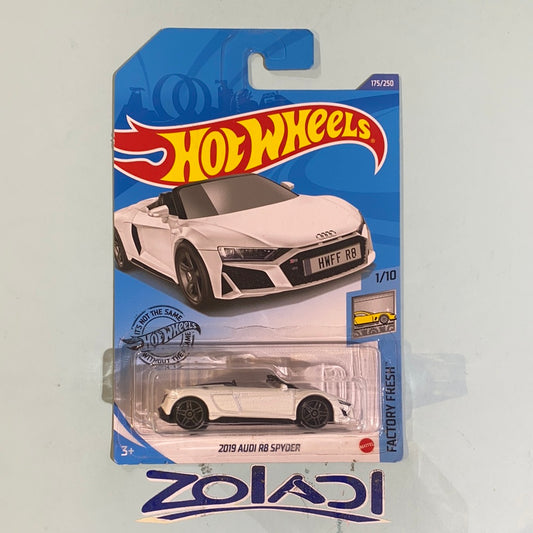 175/250
HOT WHEELS
HWFF R8
1/10
IT'S NOT THE SAME
HOT WHEELS
WITHOUT THE NAME
FACTORY FRESH
3+
2019 AUDI R8 SPYDER
MATTEL
ZOLADI